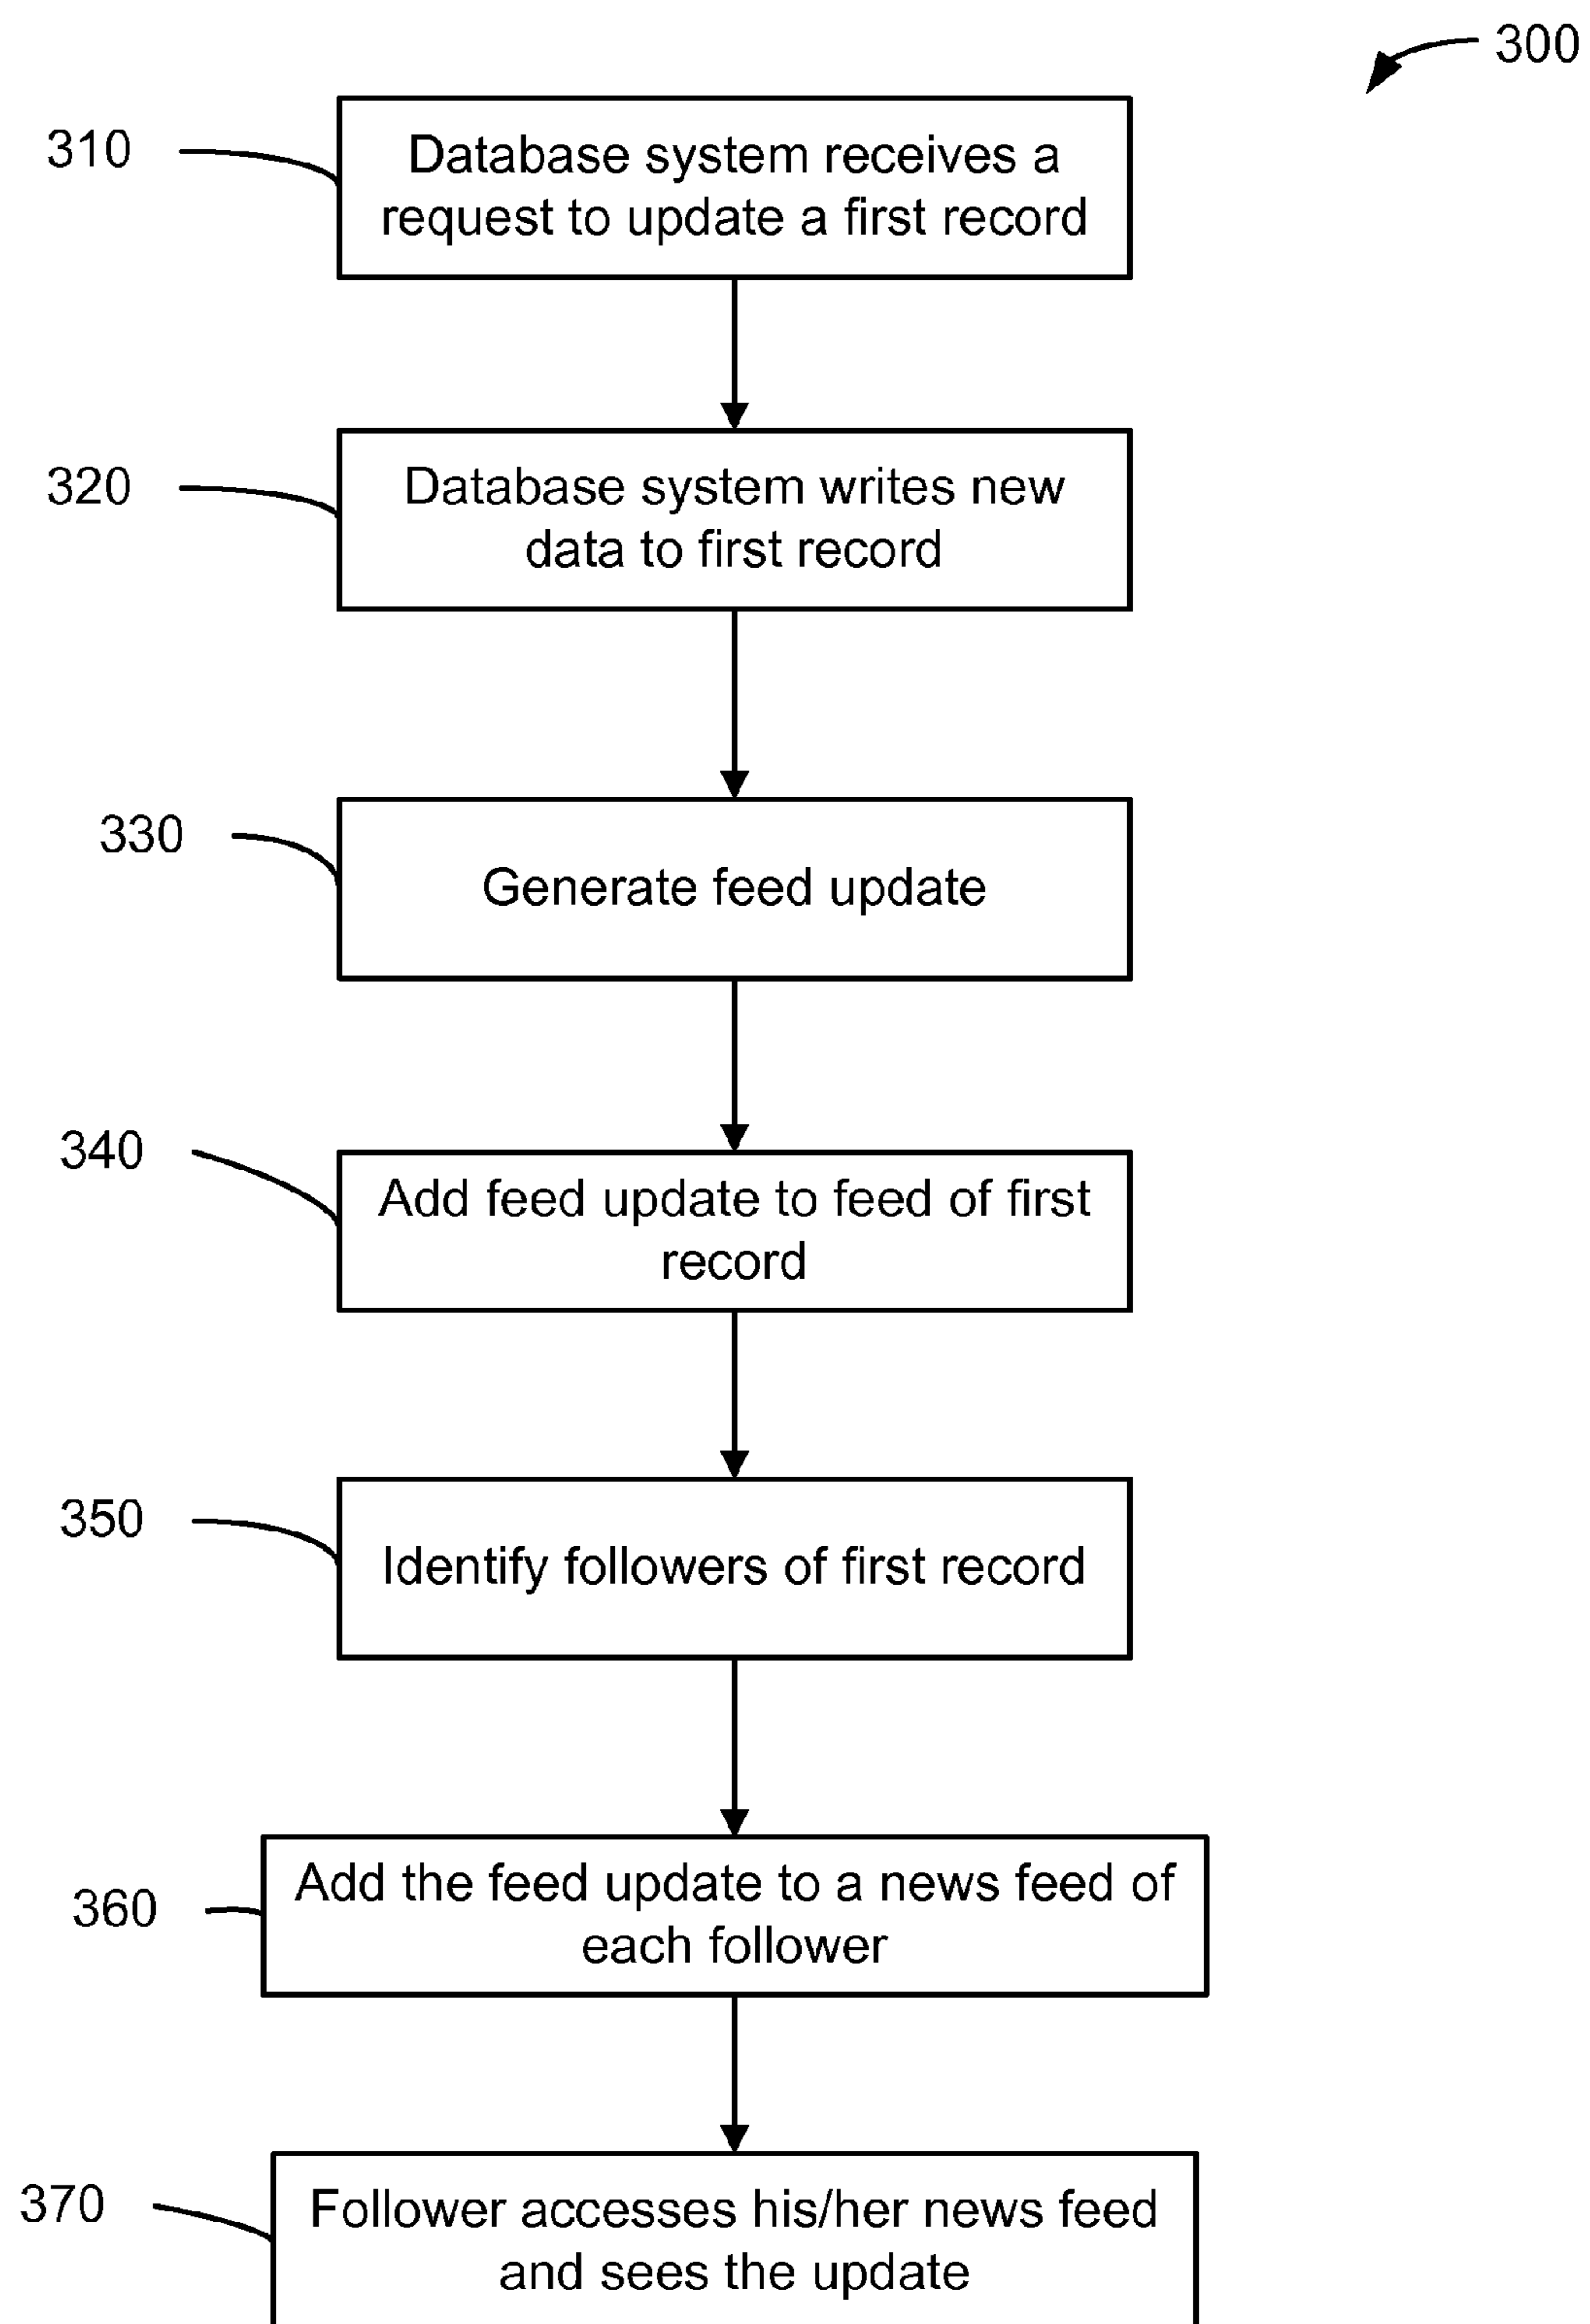 300
310
Database system receives a
request to update a first record
320
Database system writes new
data to first record
330
Generate feed update
340
Add feed update to feed of first
record
350
Identify followers of first record
360
Add the feed update to a news feed of
each follower
370
Follower accesses his/her news feed
and sees the update